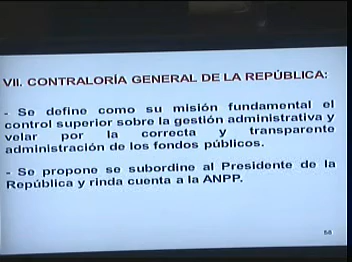 VII. CONTRALORÍA GENERAL DE LA REPÚBLICA:
- Se define como su misión fundamental el
control superior sobre la gestión administrativa y
velar por la correcta y transparente
administración de los fondos públicos.
- Se propone se subordine al Presidente de la
República y rinda cuenta a la ANPP.